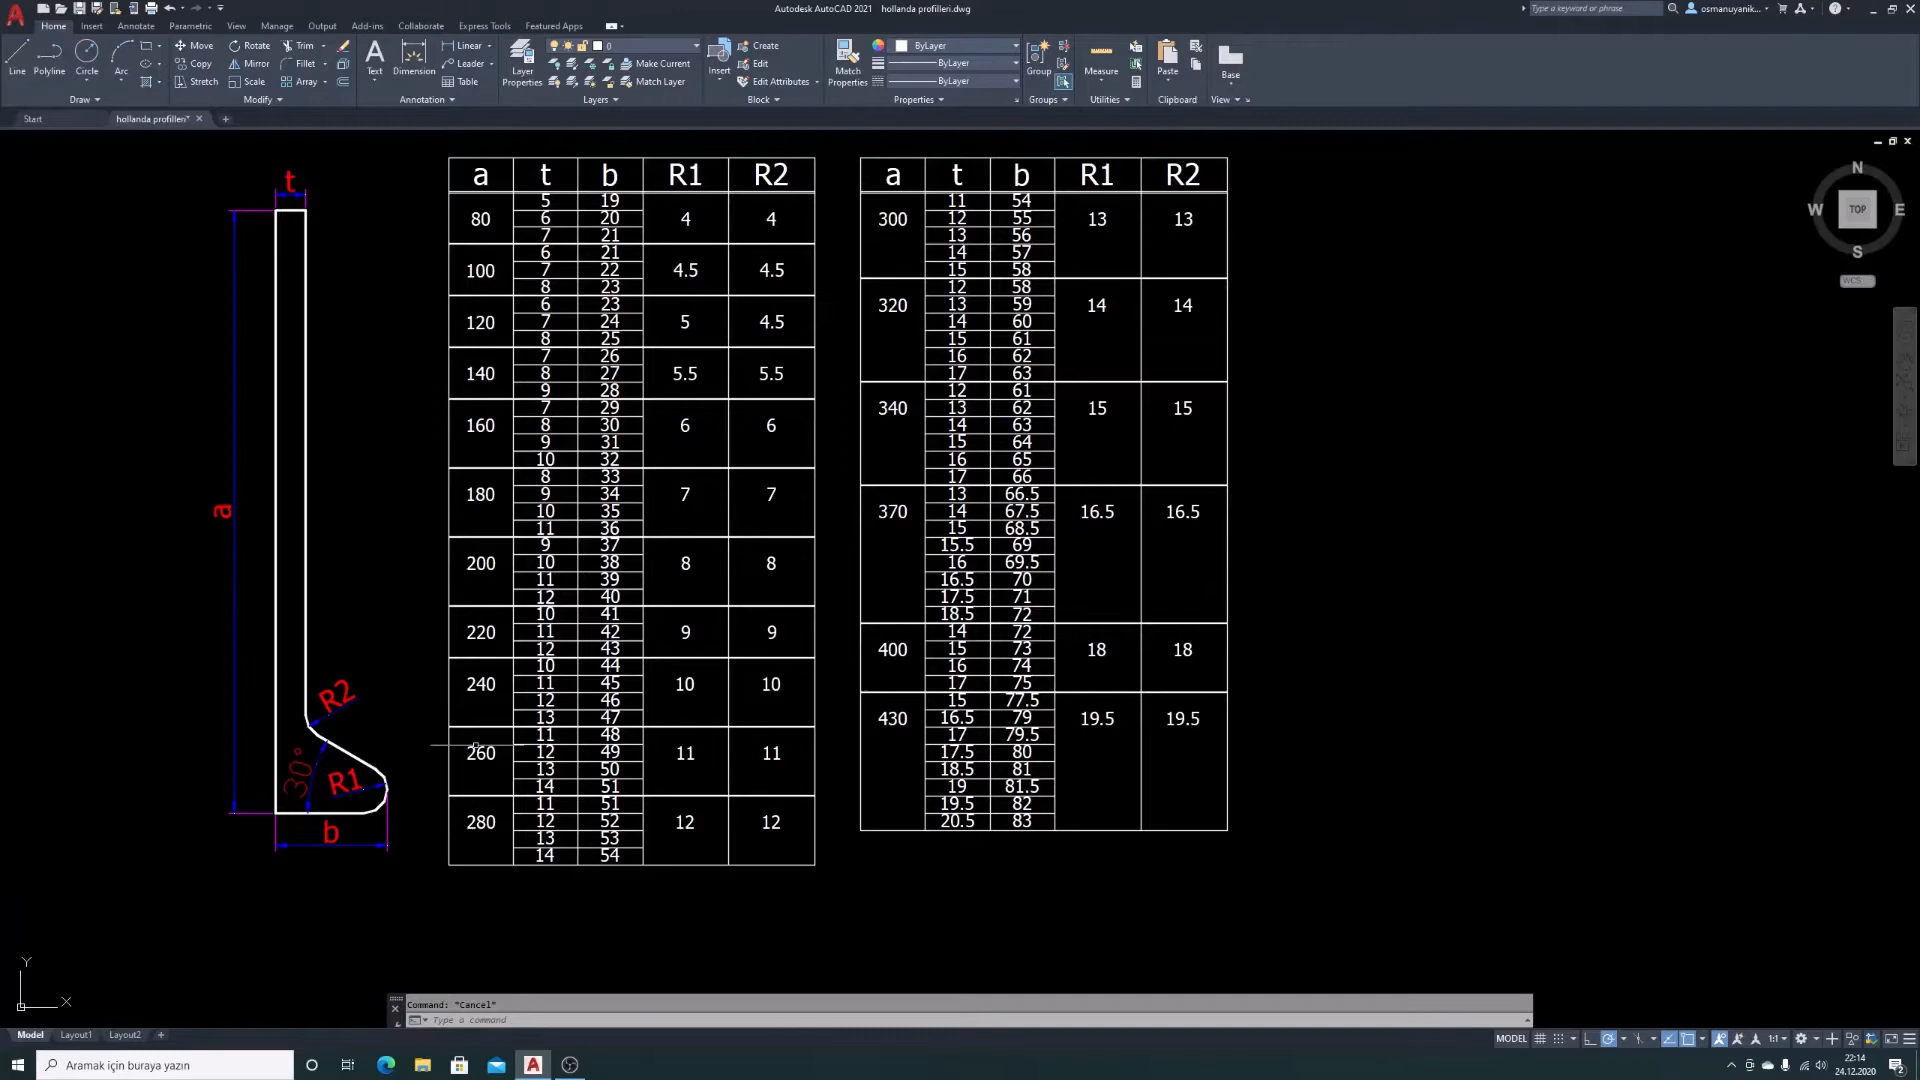 Autodesk AutoCAD 2021 hollanda profilleri.dwg
Type a keyword or phrase
osmanuyanik...
Home Insert Annotate Parametric View Manage Output Add-ins Collaborate Express Tools Featured Apps
Line Polyline Circle Arc
Move Rotate Trim
Copy Mirror Fillet
Stretch Scale Array
Text Dimension
Linear
Leader
Table
Layer Properties
0
Make Current
Match Layer
Insert
Create
Edit
Edit Attributes
Match Properties
ByLayer
ByLayer
ByLayer
Group Measure Paste Base
Draw Modify Annotation Layers Block Properties Groups Utilities Clipboard View
Start hollanda profilleri*
t
a
R2
30°
R1
b
a t b R1 R2
80 4 4
5 19
6 20
7 21
100 4.5 4.5
6 21
7 22
8 23
120 5 4.5
6 23
7 24
8 25
140 5.5 5.5
7 26
8 27
9 28
160 6 6
7 29
8 30
9 31
10 32
180 7 7
8 33
9 34
10 35
11 36
200 8 8
9 37
10 38
11 39
12 40
220 9 9
10 41
11 42
12 43
240 10 10
10 44
11 45
12 46
13 47
260 11 11
11 48
12 49
13 50
14 51
280 12 12
11 51
12 52
13 53
14 54
a t b R1 R2
300 13 13
11 54
12 55
13 56
14 57
15 58
320 14 14
12 58
13 59
14 60
15 61
16 62
17 63
340 15 15
12 61
13 62
14 63
15 64
16 65
17 66
370 16.5 16.5
13 66.5
14 67.5
15 68.5
15.5 69
16 69.5
16.5 70
17.5 71
18.5 72
400 18 18
14 72
15 73
16 74
17 75
430 19.5 19.5
15 77.5
16.5 79
17 79.5
17.5 80
18.5 81
19 81.5
19.5 82
20.5 83
N
W TOP E
S
WCS
Y
X
Command: *Cancel*
Type a command
Model Layout1 Layout2 +
MODEL 1:1
Aramak için buraya yazın
22:14
24.12.2020
2